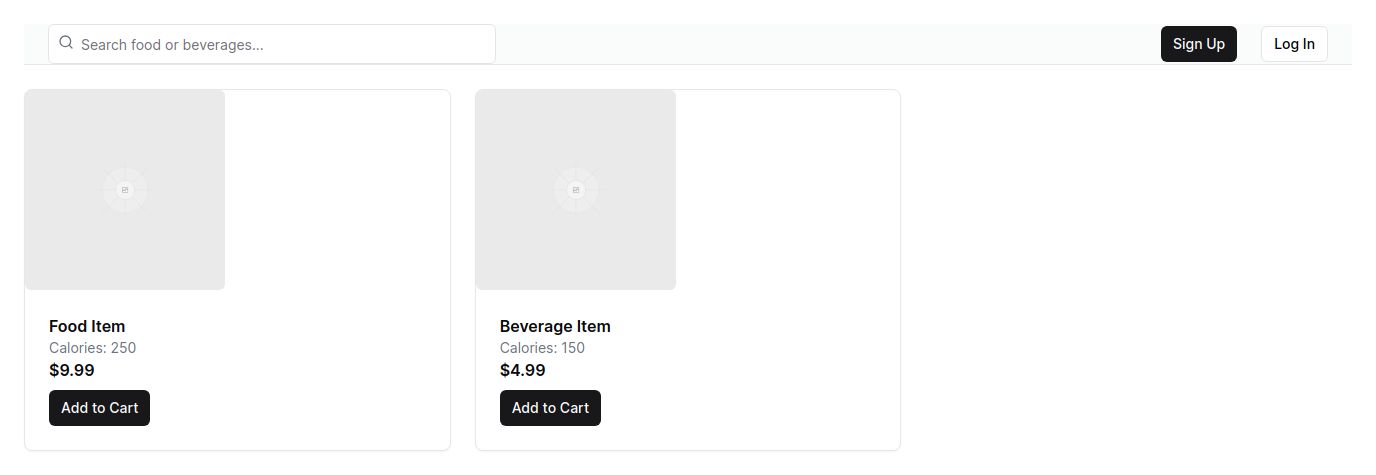 Search food or beverages...
Sign Up
Log In
Food Item
Calories: 250
$9.99
Add to Cart
Beverage Item
Calories: 150
$4.99
Add to Cart